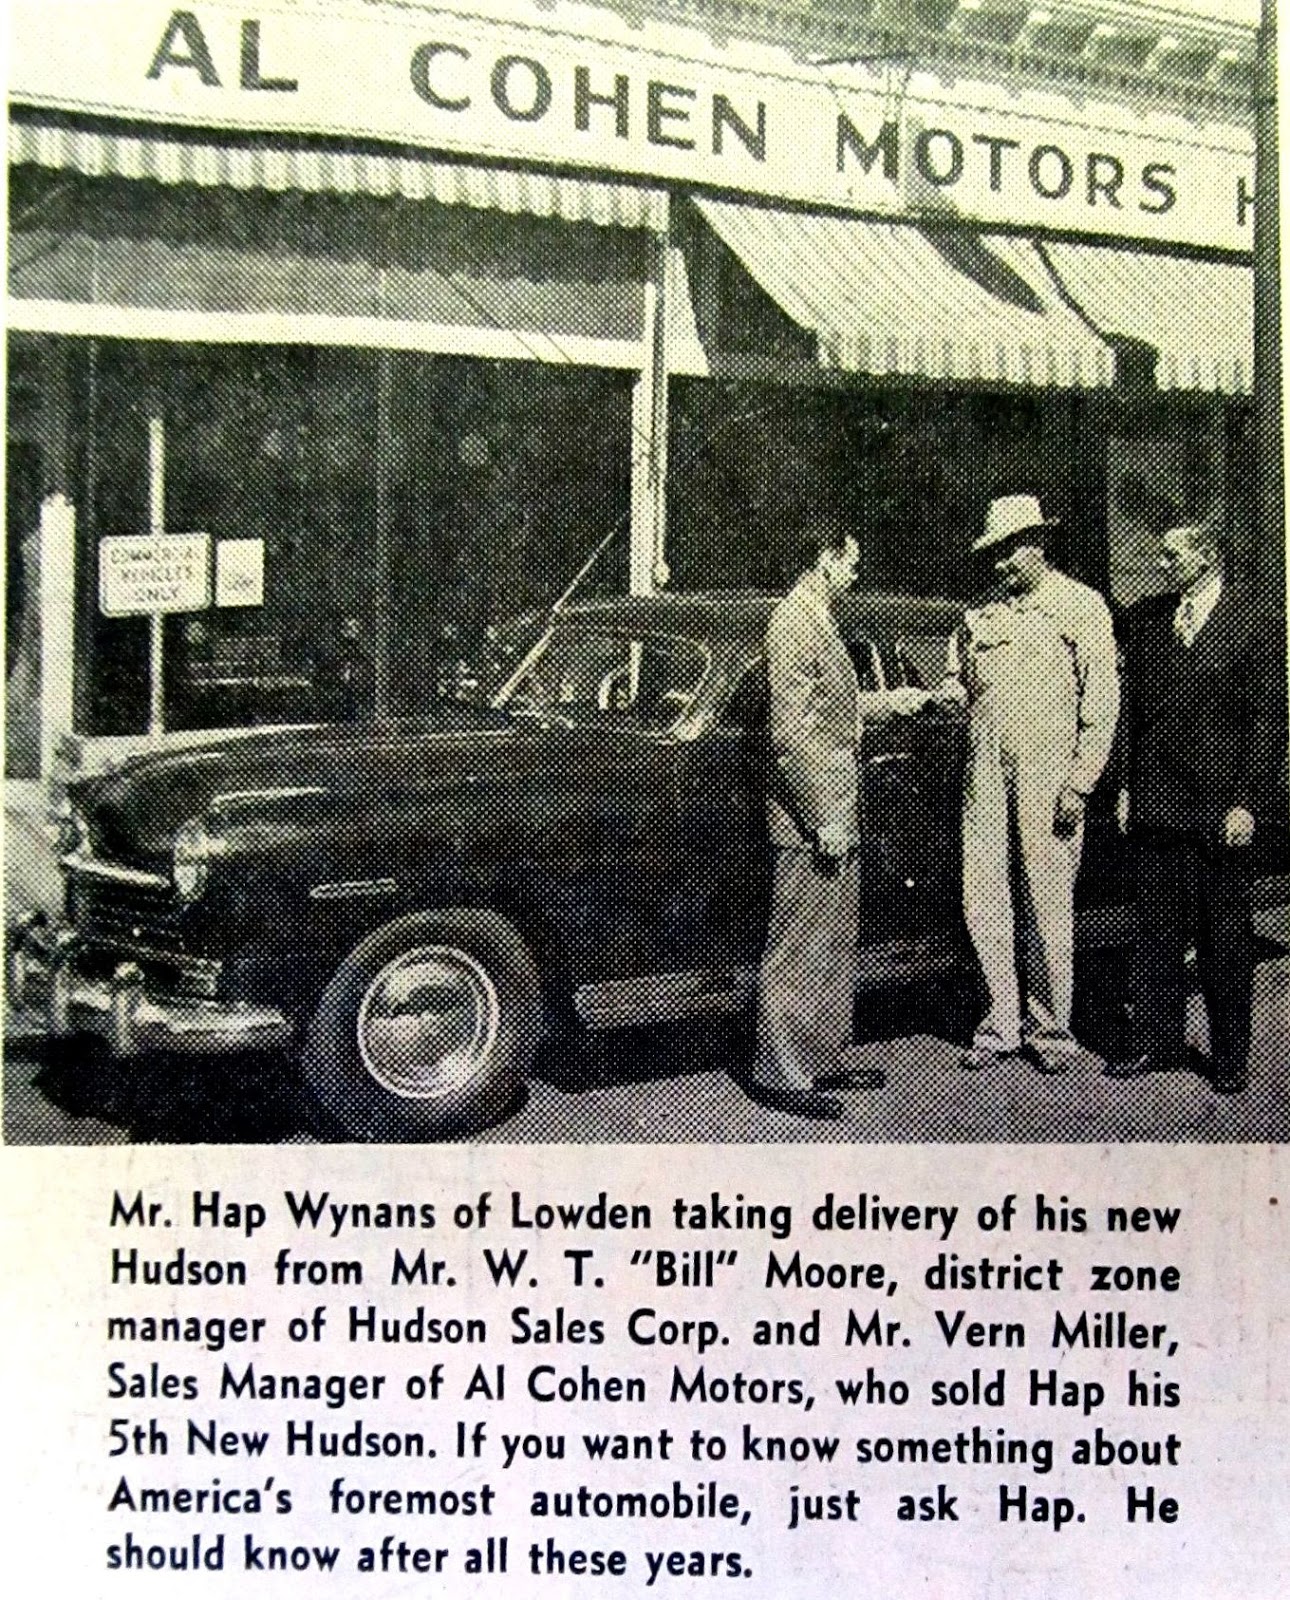 AL COHEN MOTORS H
COMMERCIAL
VEHICLES
ONLY
Mr. Hap Wynans of Lowden taking delivery of his new
Hudson from Mr. W. T. "Bill" Moore, district zone
manager of Hudson Sales Corp. and Mr. Vern Miller,
Sales Manager of Al Cohen Motors, who sold Hap his
5th New Hudson. If you want to know something about
America's foremost automobile, just ask Hap. He
should know after all these years.